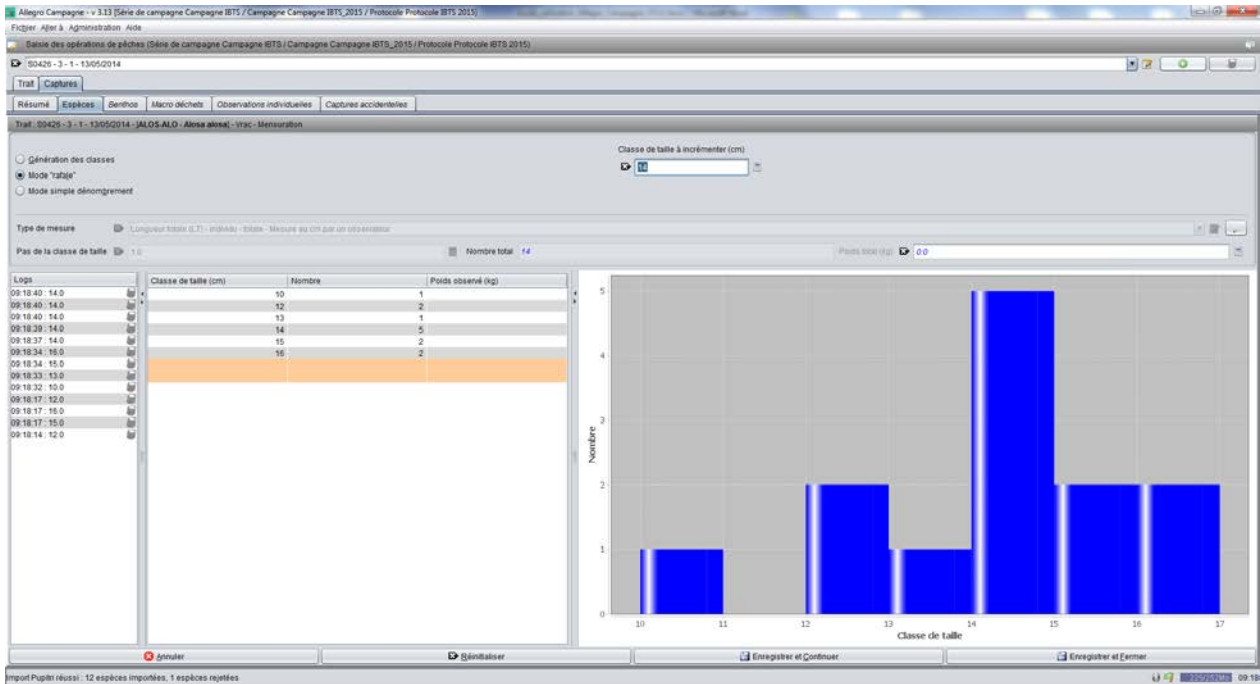 Allegro Campagne - v 3.13 [Série de campagne Campagne IBTS / Campagne Campagne IBTS_2015 / Protocole Protocole IBTS 2015]
Fichier Aller à Administration Aide
Saisie des opérations de pêches (Série de campagne Campagne IBTS / Campagne Campagne IBTS_2015 / Protocole Protocole IBTS 2015)
S0426 - 3 - 1 - 13/05/2014
Trait Captures
Résumé Espèces Benthos Macro déchets Observations individuelles Captures accidentelles
Trait : S0426 - 3 - 1 - 13/05/2014 - [ALOS-ALO - Alosa alosa] - Vrac - Mensuration
Génération des classes
Mode "rafale"
Mode simple dénombrement
Classe de taille à incrémenter (cm)
14
Type de mesure Longueur totale (LT) - individu - totale - Mesure au cm par un observateur
Pas de la classe de taille 1.0 Nombre total 14 Poids total (kg) 0.0
Logs Classe de taille (cm) Nombre Poids observé (kg)
09:18:40 : 14.0
09:18:40 : 14.0
09:18:40 : 14.0
09:18:39 : 14.0
09:18:37 : 14.0
09:18:34 : 16.0
09:18:34 : 15.0
09:18:33 : 13.0
09:18:32 : 10.0
09:18:17 : 12.0
09:18:17 : 16.0
09:18:17 : 15.0
09:18:14 : 12.0
10 1
12 2
13 1
14 5
15 2
16 2
5
4
3
2
1
0
Nombre
10 11 12 13 14 15 16 17
Classe de taille
Annuler Réinitialiser Enregistrer et Continuer Enregistrer et Fermer
Import Pupitri réussi : 12 espèces importées, 1 espèces rejetées